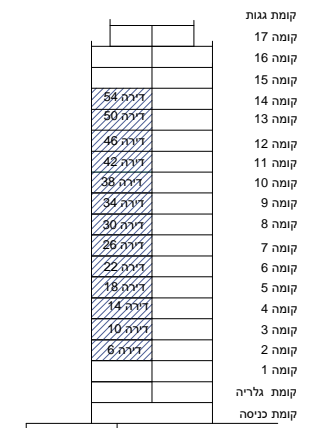 קומת גגות
קומה 17
קומה 16
קומה 15
קומה 14 דירה 54
קומה 13 דירה 50
קומה 12 דירה 46
קומה 11 דירה 42
קומה 10 דירה 38
קומה 9 דירה 34
קומה 8 דירה 30
קומה 7 דירה 26
קומה 6 דירה 22
קומה 5 דירה 18
קומה 4 דירה 14
קומה 3 דירה 10
קומה 2 דירה 6
קומה 1
קומת גלריה
קומת כניסה